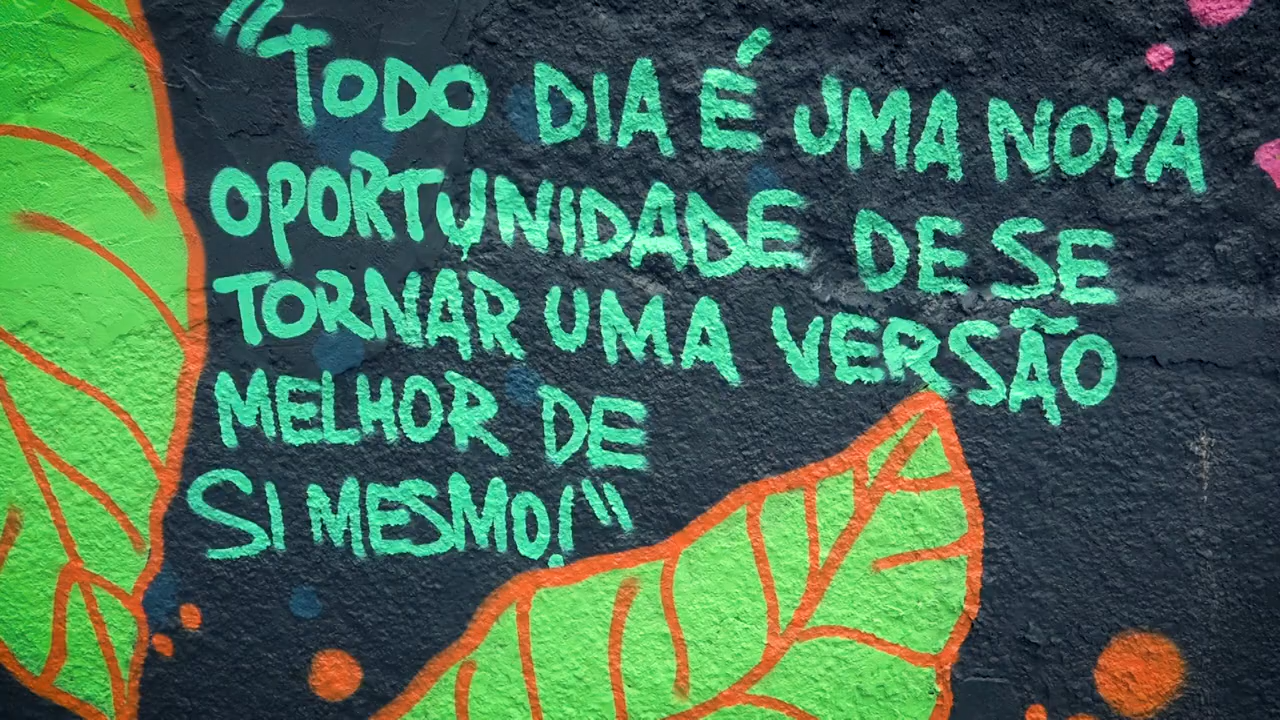 "TODO DIA É UMA NOVA
OPORTUNIDADE DE SE
TORNAR UMA VERSÃO
MELHOR DE
SI MESMO!"